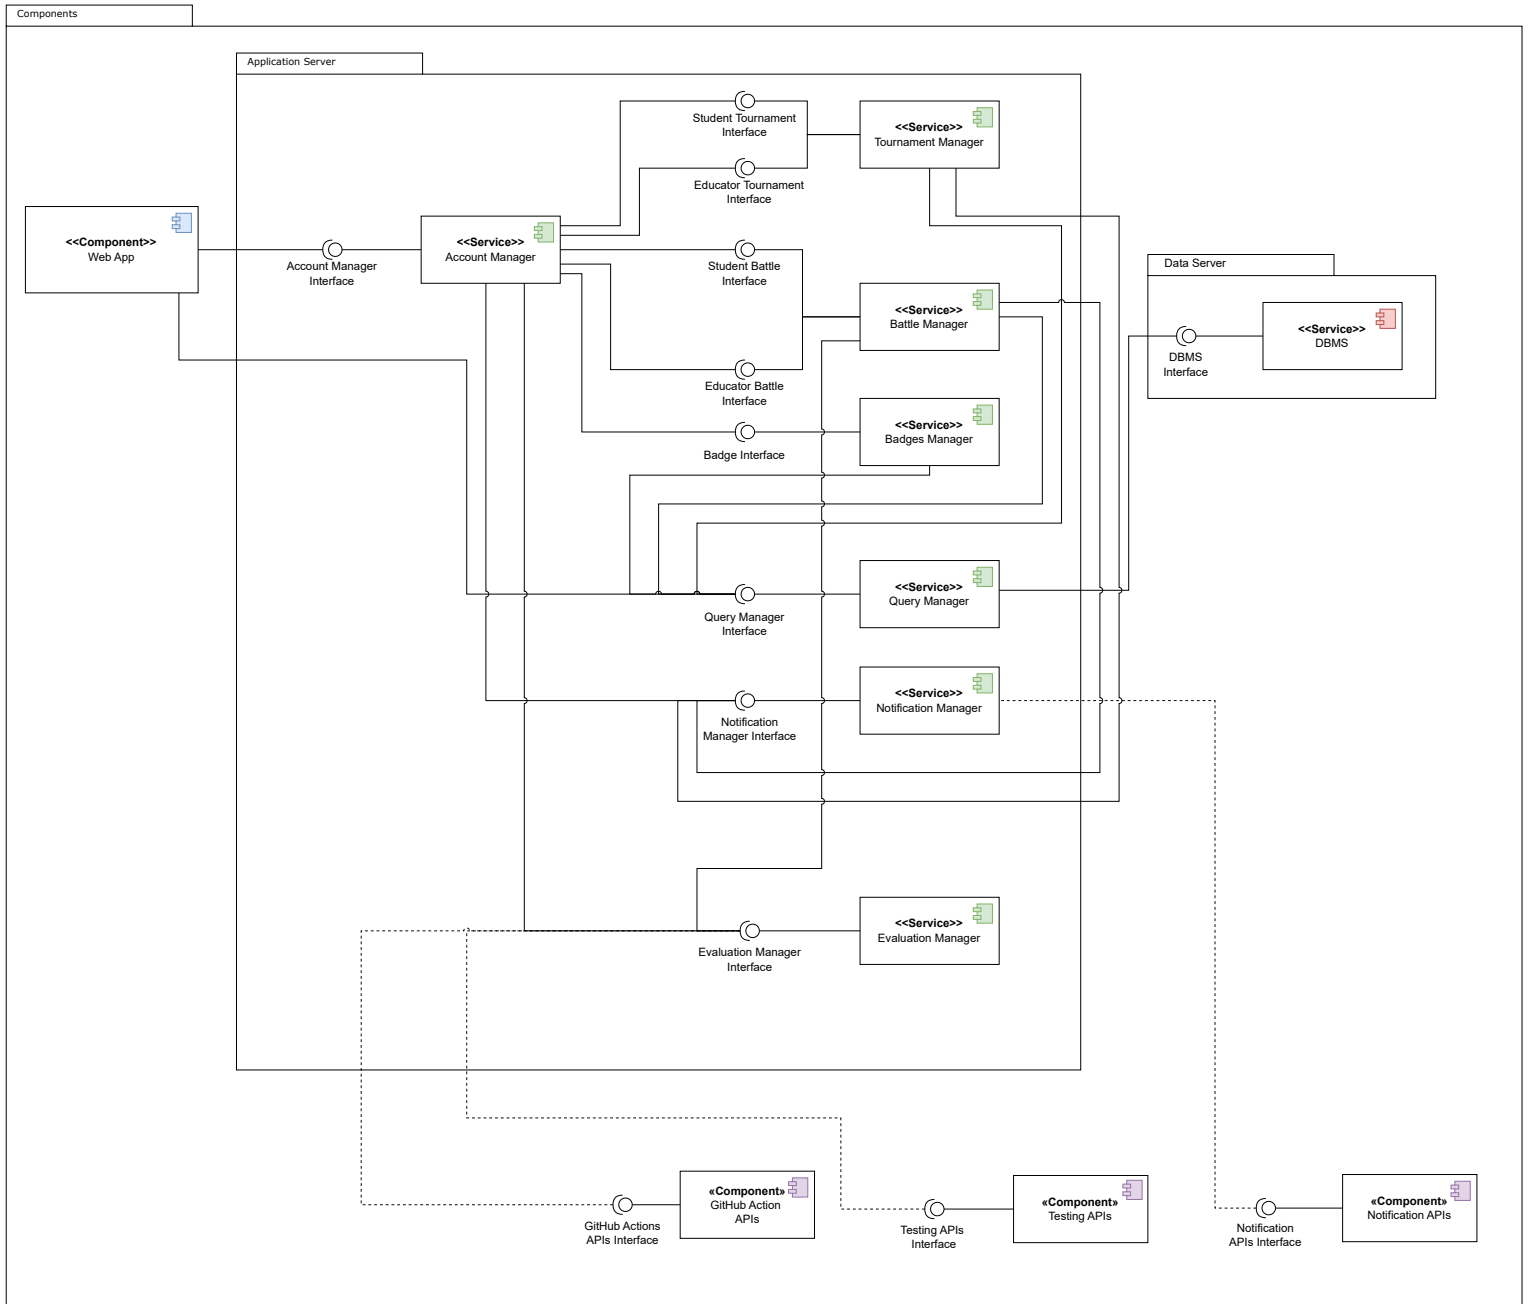 Components
Application Server
Student Tournament
Interface
<<Service>>
Tournament Manager
Educator Tournament
Interface
<<Component>>
Web App
Account Manager
Interface
<<Service>>
Account Manager
Student Battle
Interface
<<Service>>
Battle Manager
Data Server
<<Service>>
DBMS
DBMS
Interface
Educator Battle
Interface
<<Service>>
Badges Manager
Badge Interface
<<Service>>
Query Manager
Query Manager
Interface
<<Service>>
Notification Manager
Notification
Manager Interface
<<Service>>
Evaluation Manager
Evaluation Manager
Interface
«Component»
GitHub Action
APIs
GitHub Actions
APIs Interface
«Component»
Testing APIs
Testing APIs
Interface
«Component»
Notification APIs
Notification
APIs Interface